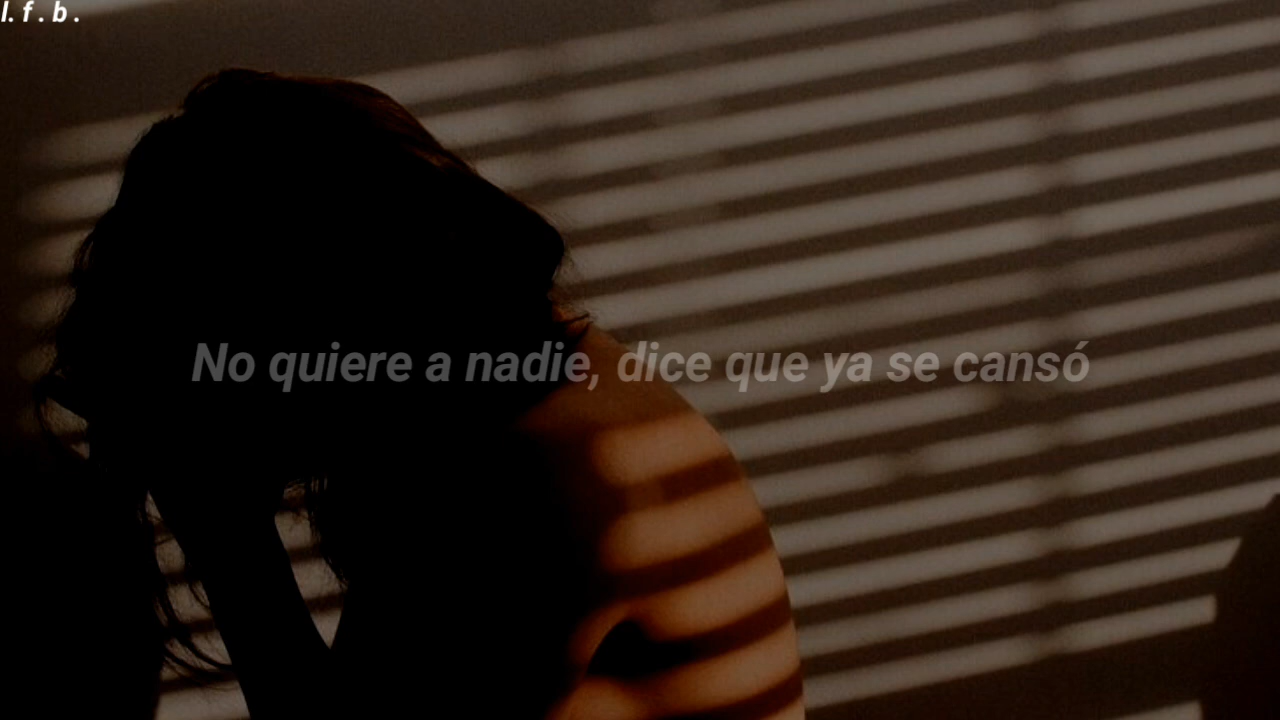 l. f . b .
No quiere a nadie, dice que ya se cansó